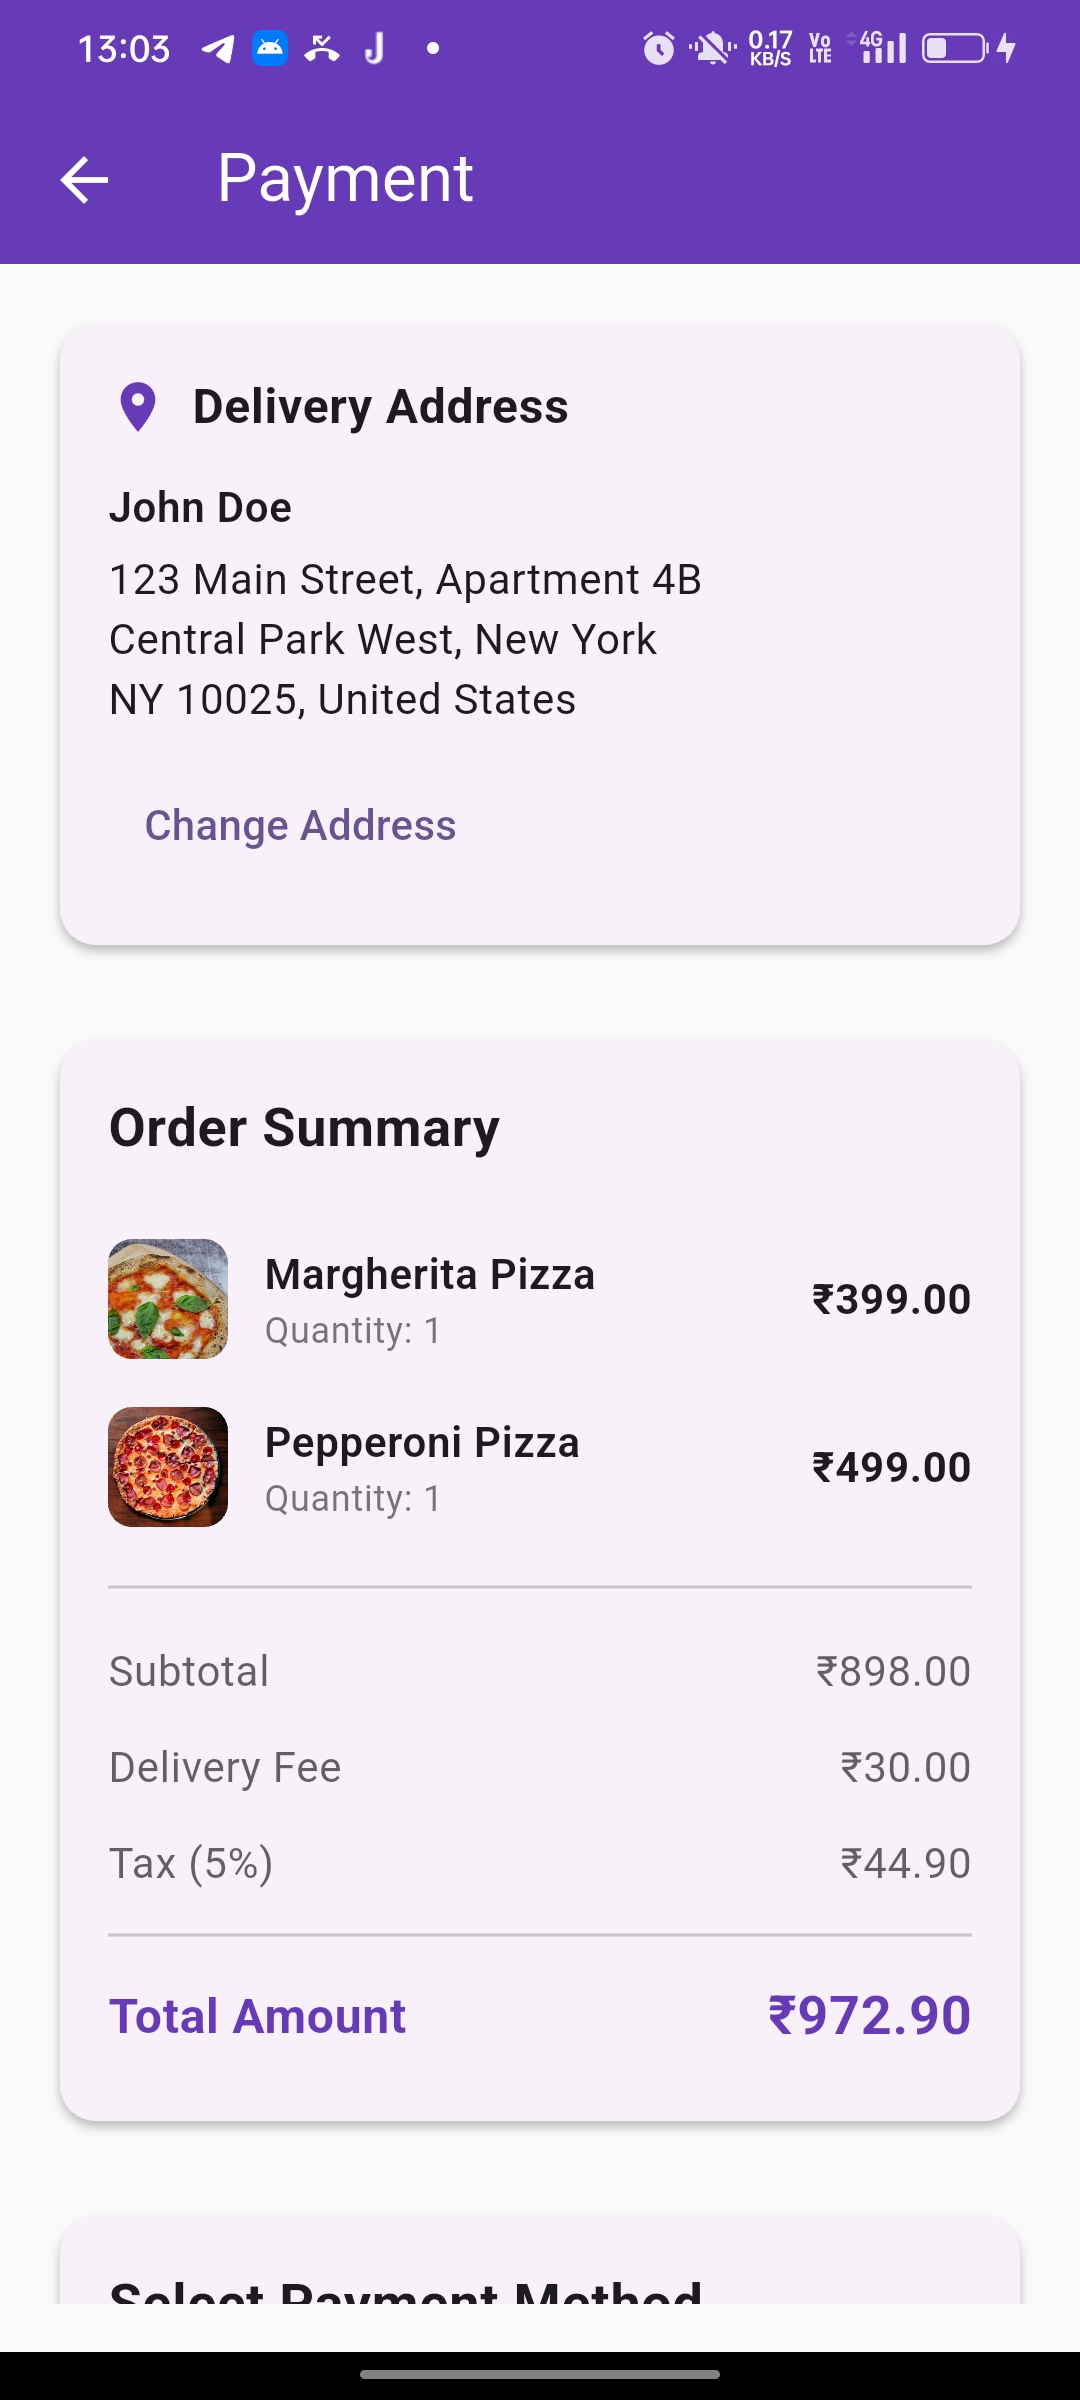 13:03
0.17
KB/S
Vo
LTE
4G
Payment
Delivery Address
John Doe
123 Main Street, Apartment 4B
Central Park West, New York
NY 10025, United States
Change Address
Order Summary
Margherita Pizza
Quantity: 1
₹399.00
Pepperoni Pizza
Quantity: 1
₹499.00
Subtotal ₹898.00
Delivery Fee ₹30.00
Tax (5%) ₹44.90
Total Amount ₹972.90
Select Payment Method